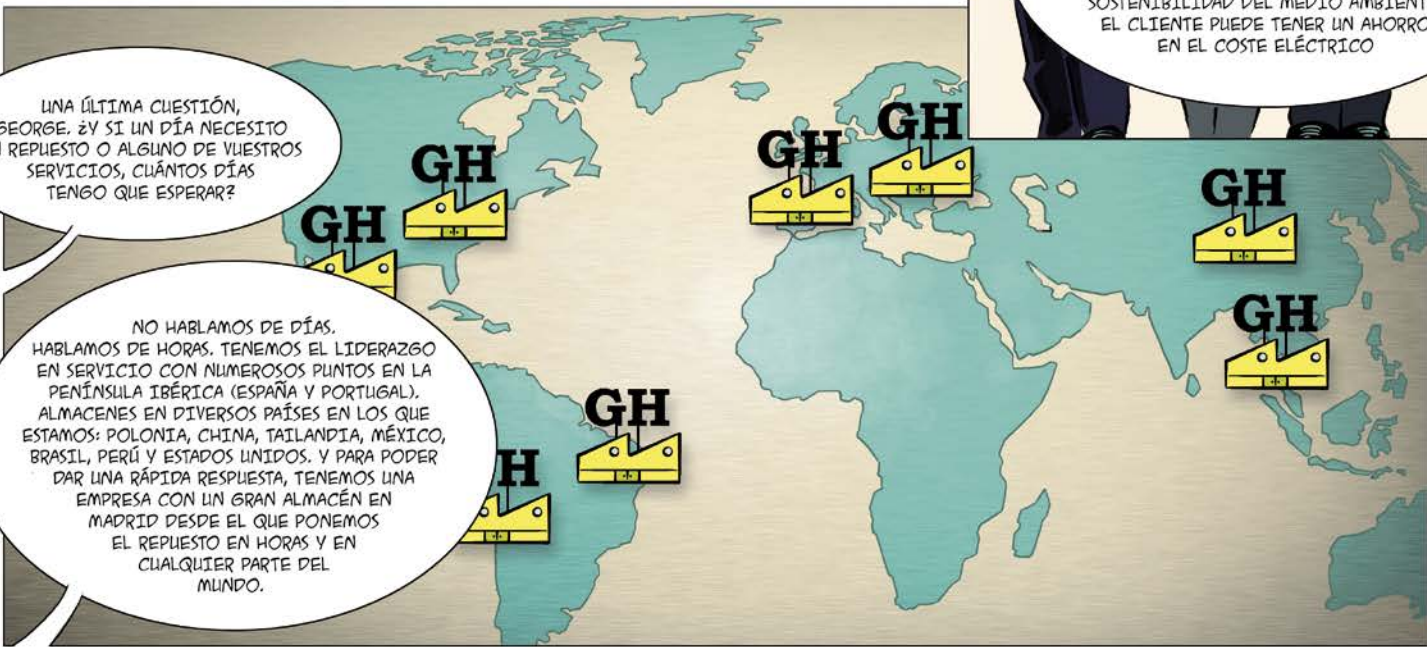 SOSTENIBILIDAD DEL MEDIO AMBIENT
EL CLIENTE PUEDE TENER UN AHORRO
EN EL COSTE ELÉCTRICO
UNA ÚLTIMA CUESTIÓN,
GEORGE. ¿Y SI UN DÍA NECESITO
REPUESTO O ALGUNO DE VUESTROS
SERVICIOS, CUÁNTOS DÍAS
TENGO QUE ESPERAR?
NO HABLAMOS DE DÍAS.
HABLAMOS DE HORAS. TENEMOS EL LIDERAZGO
EN SERVICIO CON NUMEROSOS PUNTOS EN LA
PENÍNSULA IBÉRICA (ESPAÑA Y PORTUGAL).
ALMACENES EN DIVERSOS PAÍSES EN LOS QUE
ESTAMOS: POLONIA, CHINA, TAILANDIA, MÉXICO,
BRASIL, PERÚ Y ESTADOS UNIDOS. Y PARA PODER
DAR UNA RÁPIDA RESPUESTA, TENEMOS UNA
EMPRESA CON UN GRAN ALMACÉN EN
MADRID DESDE EL QUE PONEMOS
EL REPUESTO EN HORAS Y EN
CUALQUIER PARTE DEL
MUNDO.
GH
GH
GH
GH
GH
GH
GH
H